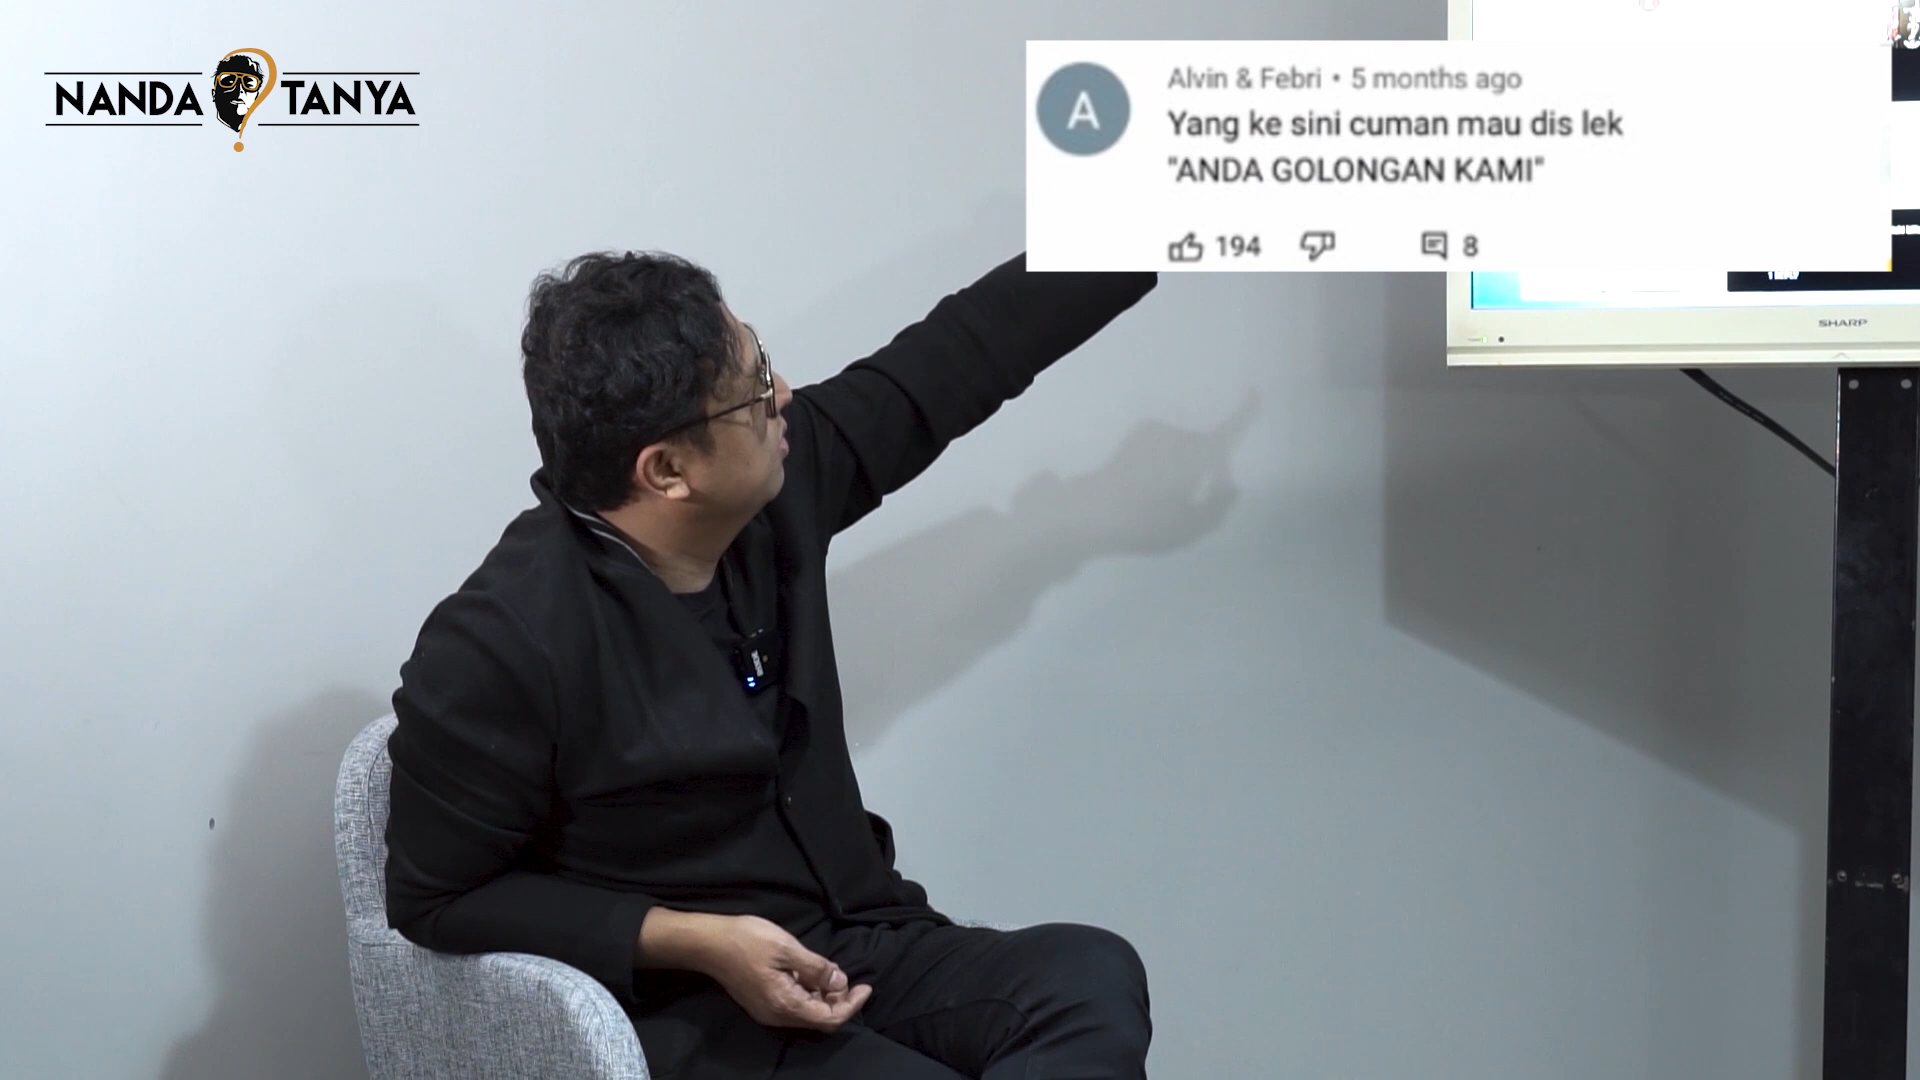 NANDA TANYA
Alvin & Febri • 5 months ago
Yang ke sini cuman mau dis lek
"ANDA GOLONGAN KAMI"
194 8
SHARP